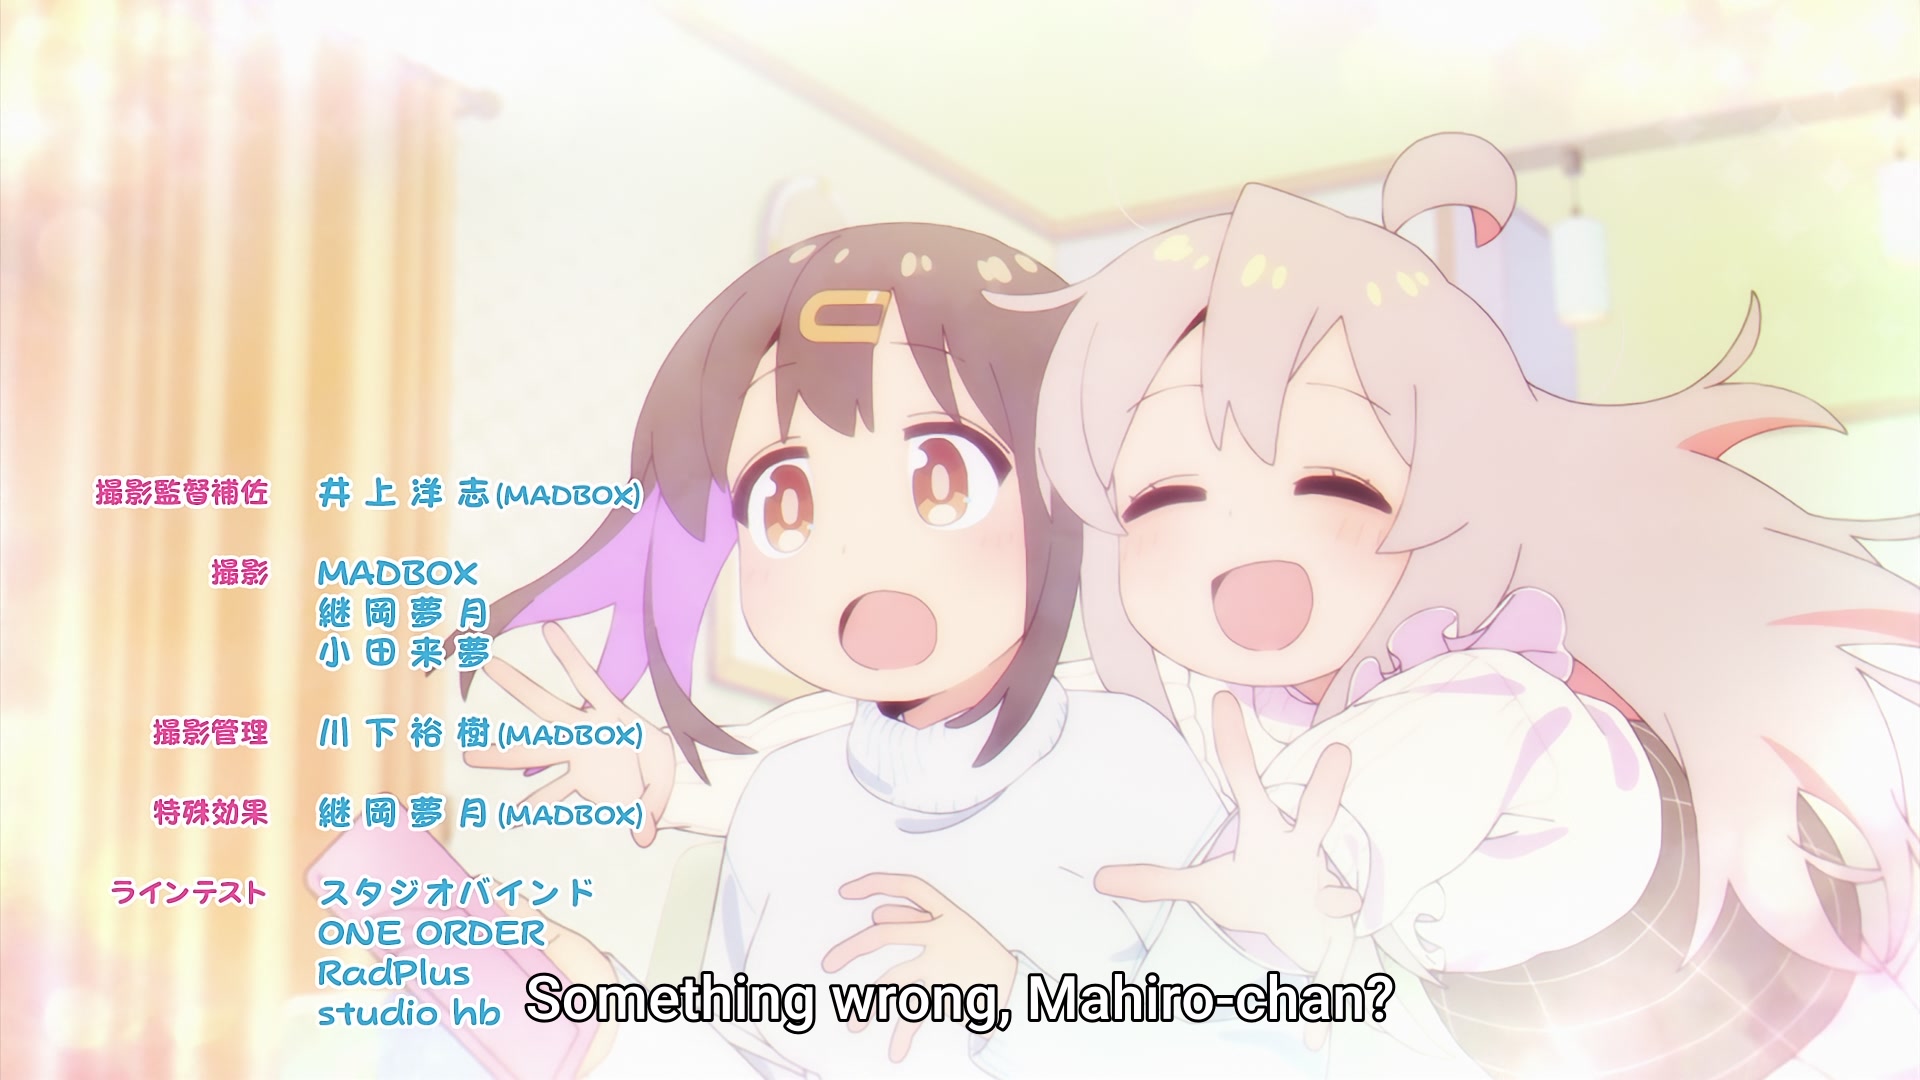 撮影監督補佐 井上洋志(MADBOX)
撮影 MADBOX
継岡夢月
小田来夢
撮影管理 川下裕樹(MADBOX)
特殊効果 継岡夢月(MADBOX)
ラインテスト スタジオバインド
ONE ORDER
RadPlus
studio hb
Something wrong, Mahiro-chan?